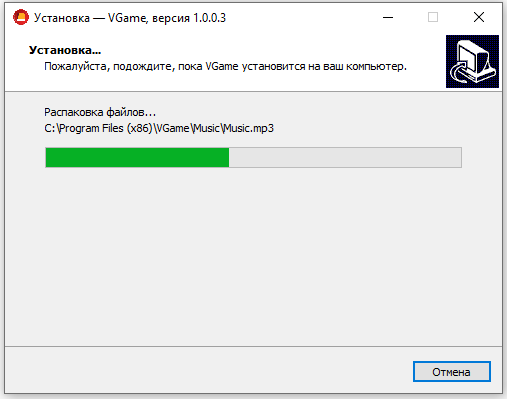 Установка — VGame, версия 1.0.0.3
Установка...
Пожалуйста, подождите, пока VGame установится на ваш компьютер.
Распаковка файлов...
C:\Program Files (x86)\VGame\Music\Music.mp3
Отмена